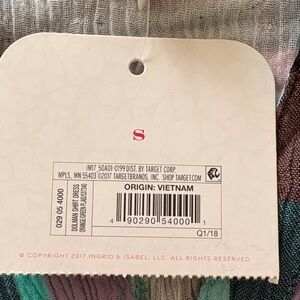 S
IM17 50A01-0199 DIST. BY TARGET CORP.
MPLS, MN 55403 ©2017 TARGETBRANDS, INC. SHOP TARGET.COM
029 05 4000
DOLMAN SHIRT DRESS
ORIGIN: VIETNAM
4 90290 54000 1
Q1/18
© COPYRIGHT 2017 INGRID & ISABEL, LLC. ALL RIGHTS RESERVED.